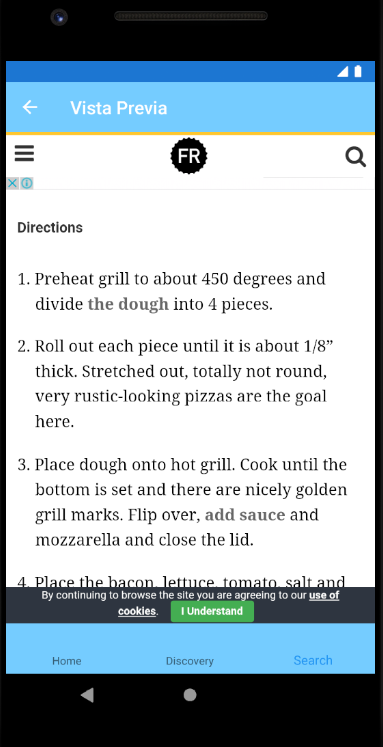 Vista Previa
FR
Directions
1. Preheat grill to about 450 degrees and
divide the dough into 4 pieces.
2. Roll out each piece until it is about 1/8”
thick. Stretched out, totally not round,
very rustic-looking pizzas are the goal
here.
3. Place dough onto hot grill. Cook until the
bottom is set and there are nicely golden
grill marks. Flip over, add sauce and
mozzarella and close the lid.
4. Place the bacon, lettuce, tomato, salt and
By continuing to browse the site you are agreeing to our use of
cookies. I Understand
Home Discovery Search